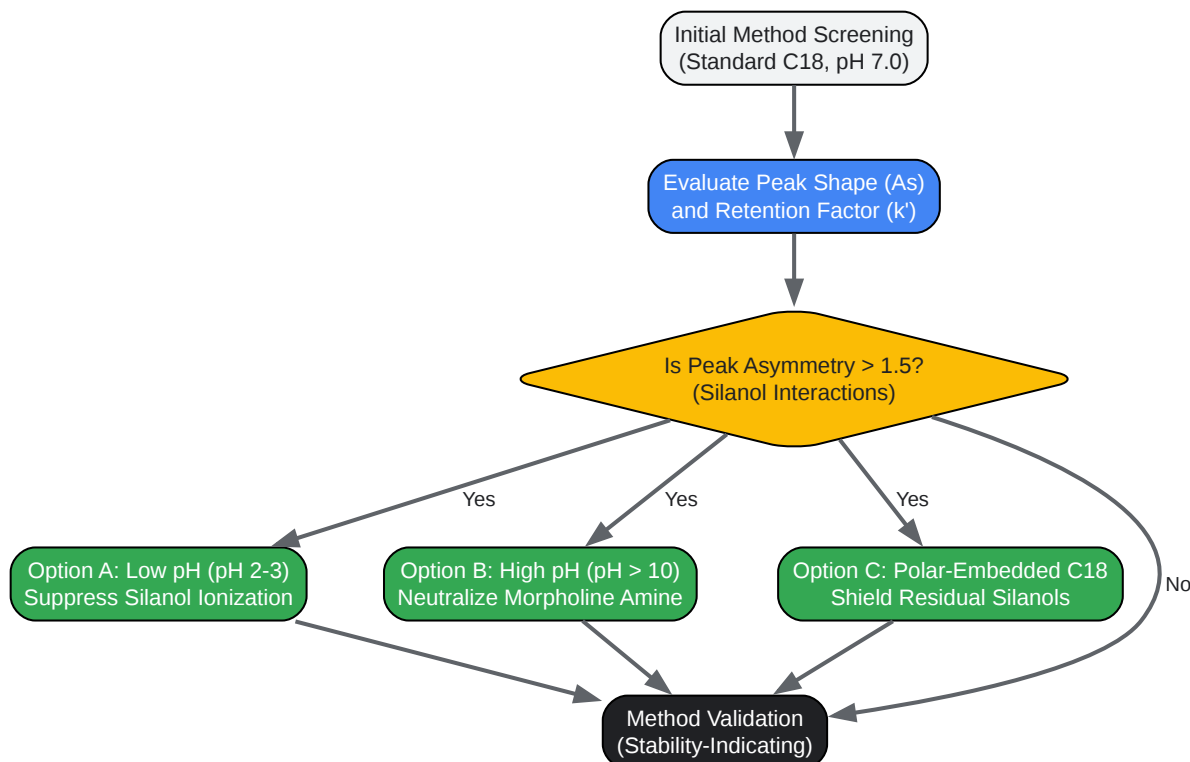 Initial Method Screening
(Standard C18, pH 7.0)
Evaluate Peak Shape (As)
and Retention Factor (k')
Is Peak Asymmetry > 1.5?
(Silanol Interactions)
Yes
Yes
Yes
No
Option A: Low pH (pH 2-3)
Suppress Silanol Ionization
Option B: High pH (pH > 10)
Neutralize Morpholine Amine
Option C: Polar-Embedded C18
Shield Residual Silanols
Method Validation
(Stability-Indicating)